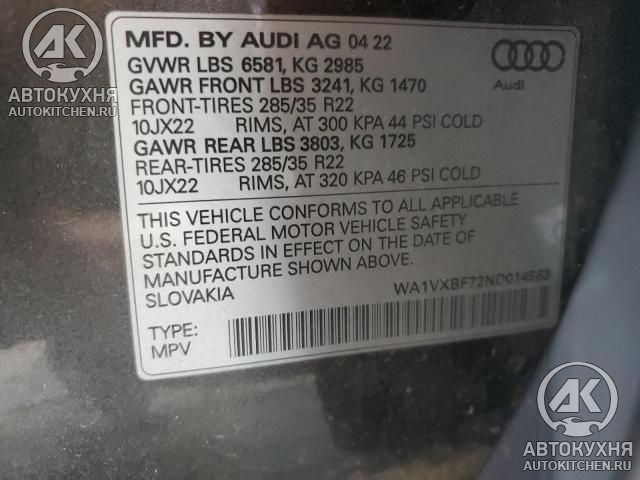 MFD. BY AUDI AG 04 22
GVWR LBS 6581, KG 2985
GAWR FRONT LBS 3241, KG 1470
FRONT-TIRES 285/35 R22
10JX22 RIMS, AT 300 KPA 44 PSI COLD
GAWR REAR LBS 3803, KG 1725
REAR-TIRES 285/35 R22
10JX22 RIMS, AT 320 KPA 46 PSI COLD
Audi
THIS VEHICLE CONFORMS TO ALL APPLICABLE
U.S. FEDERAL MOTOR VEHICLE SAFETY
STANDARDS IN EFFECT ON THE DATE OF
MANUFACTURE SHOWN ABOVE.
SLOVAKIA
WA1VXBF72ND014963
TYPE:
MPV
АК
АВТОКУХНЯ
AUTOKITCHEN.RU
АК
АВТОКУХНЯ
AUTOKITCHEN.RU